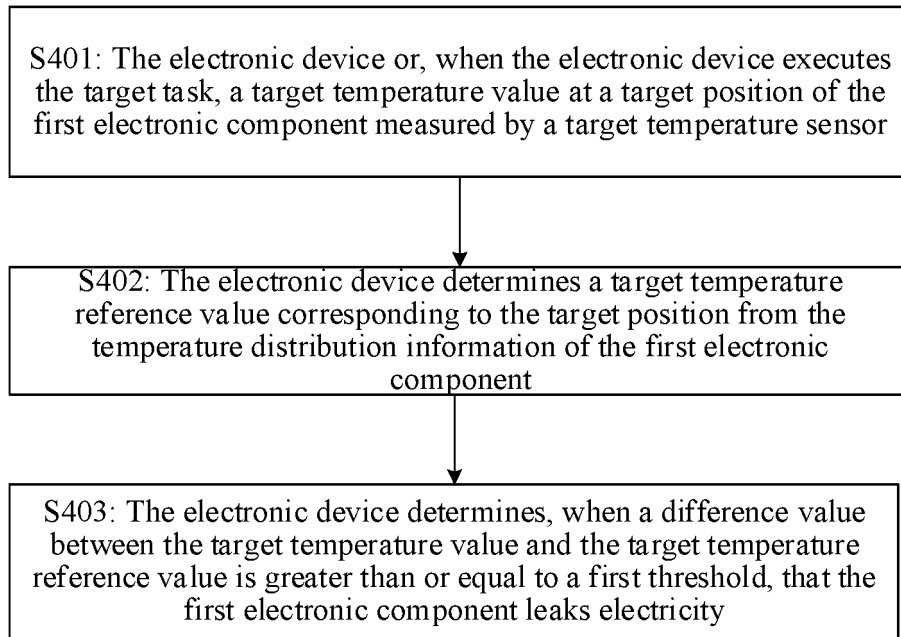 S401: The electronic device or, when the electronic device executes
the target task, a target temperature value at a target position of the
first electronic component measured by a target temperature sensor
S402: The electronic device determines a target temperature
reference value corresponding to the target position from the
temperature distribution information of the first electronic
component
S403: The electronic device determines, when a difference value
between the target temperature value and the target temperature
reference value is greater than or equal to a first threshold, that the
first electronic component leaks electricity